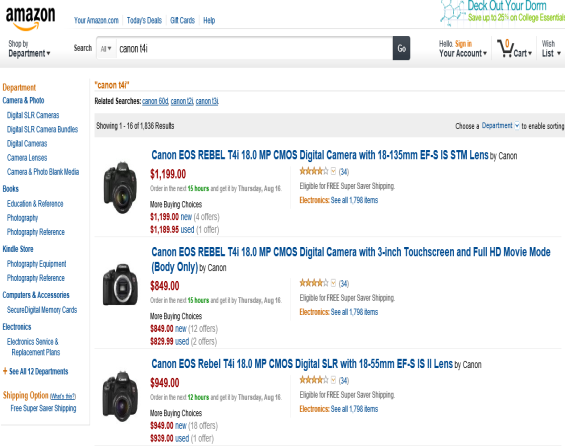 amazon
Your Amazon.com Today's Deals Gift Cards Help
Deck Out Your Dorm
Save up to 25% on College Essentials
Shop by
Department
Search All canon t4i Go
Hello. Sign in
Your Account
0 Cart
Wish
List
Department
Camera & Photo
Digital SLR Cameras
Digital SLR Camera Bundles
Digital Cameras
Camera Lenses
Camera & Photo Blank Media
Books
Education & Reference
Photography
Photography Reference
Kindle Store
Photography Equipment
Photography Reference
Computers & Accessories
SecureDigital Memory Cards
Electronics
Electronics Service &
Replacement Plans
+ See All 12 Departments
Shipping Option (What's this?)
Free Super Saver Shipping
"canon t4i"
Related Searches: canon 60d, canon t2i, canon t3i.
Showing 1 - 16 of 1,836 Results
Choose a Department to enable sorting
Canon EOS REBEL T4i 18.0 MP CMOS Digital Camera with 18-135mm EF-S IS STM Lens by Canon
$1,199.00
Order in the next 15 hours and get it by Thursday, Aug 16.
More Buying Choices
$1,199.00 new (4 offers)
$1,189.95 used (1 offer)
(34)
Eligible for FREE Super Saver Shipping.
Electronics: See all 1,798 items
Canon EOS REBEL T4i 18.0 MP CMOS Digital Camera with 3-inch Touchscreen and Full HD Movie Mode
(Body Only) by Canon
$849.00
Order in the next 15 hours and get it by Thursday, Aug 16.
More Buying Choices
$849.00 new (12 offers)
$829.99 used (2 offers)
(34)
Eligible for FREE Super Saver Shipping.
Electronics: See all 1,798 items
Canon EOS Rebel T4i 18.0 MP CMOS Digital SLR with 18-55mm EF-S IS II Lens by Canon
$949.00
Order in the next 12 hours and get it by Thursday, Aug 16.
More Buying Choices
$949.00 new (18 offers)
$939.00 used (1 offer)
(34)
Eligible for FREE Super Saver Shipping.
Electronics: See all 1,798 items